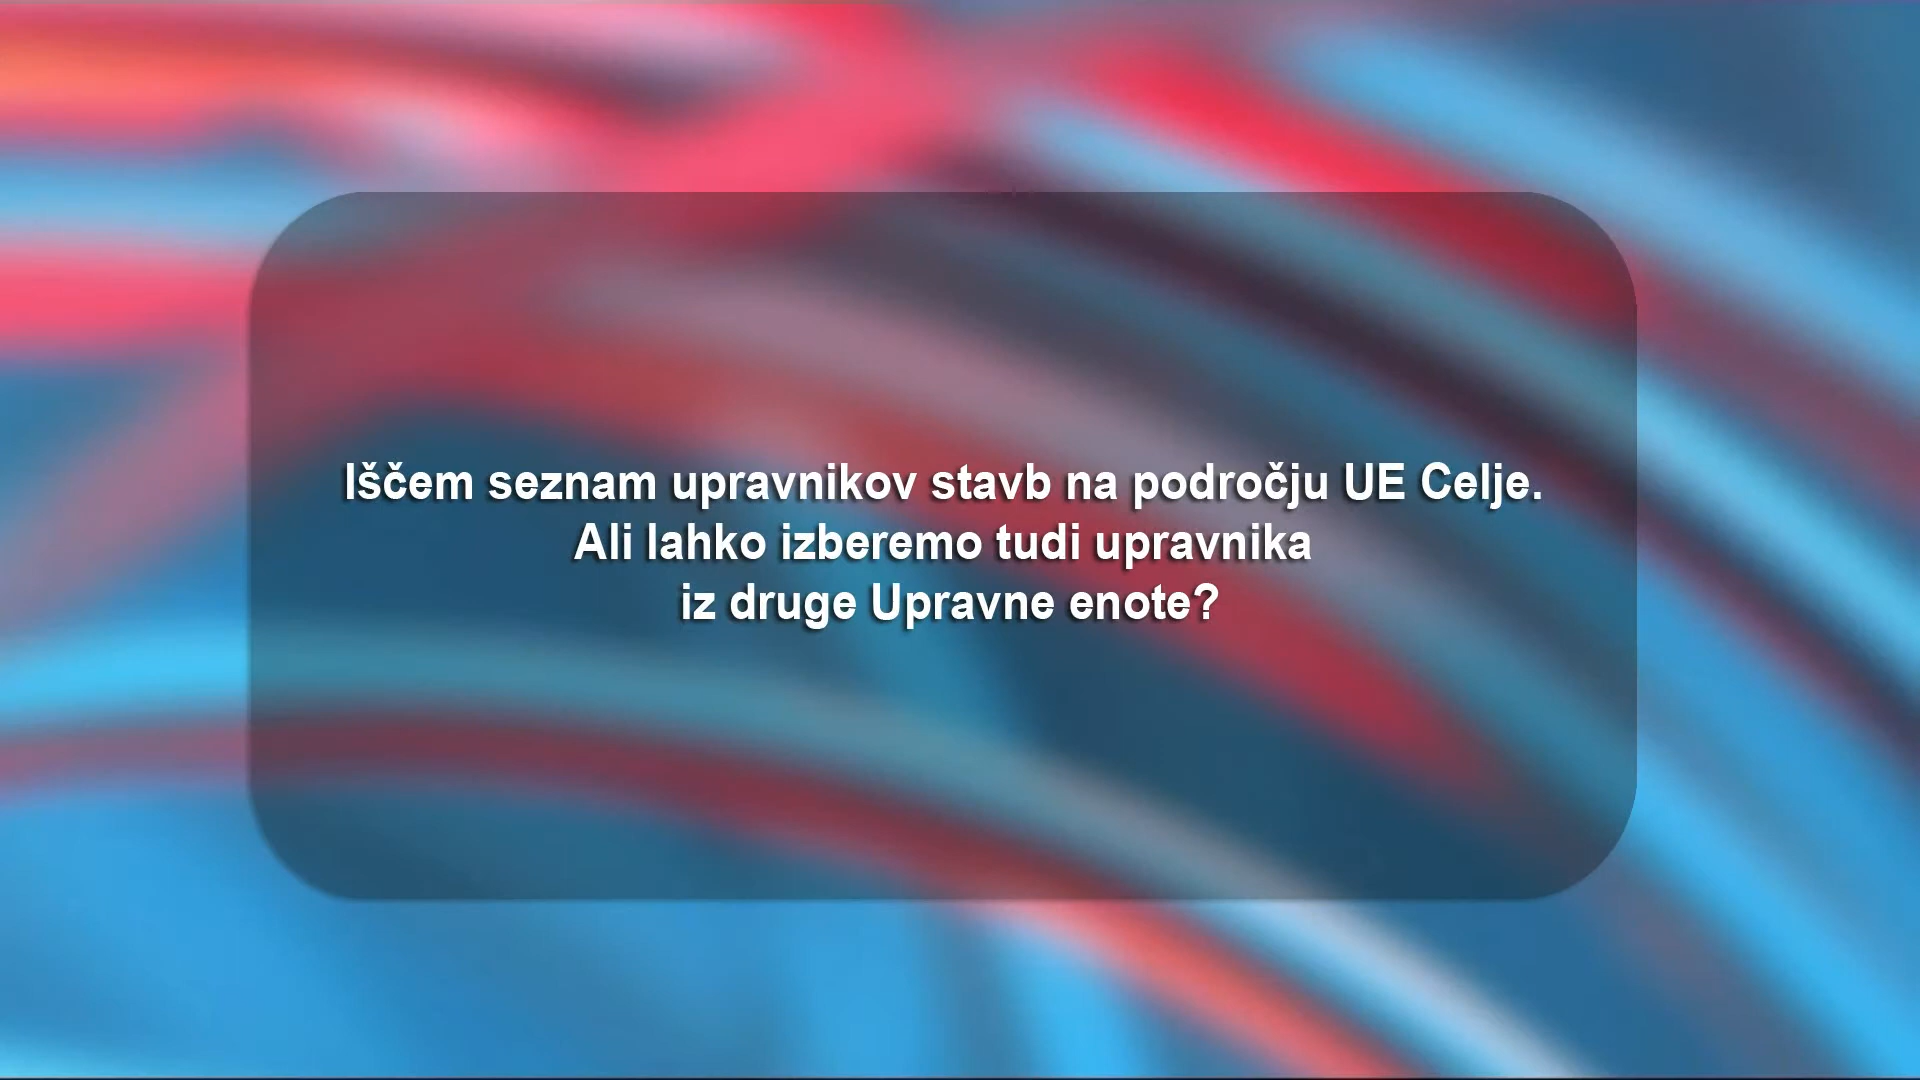 Iščem seznam upravnikov stavb na področju UE Celje.
Ali lahko izberemo tudi upravnika
iz druge Upravne enote?